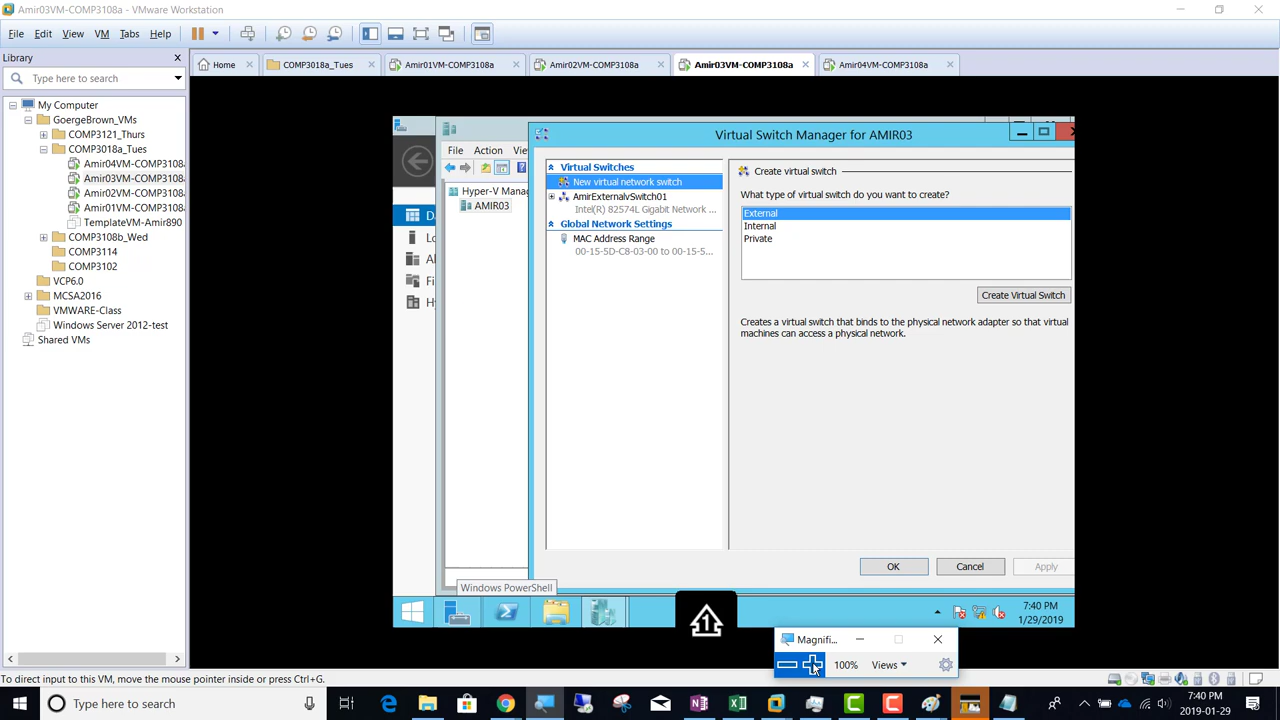 Amir03VM-COMP3108a - VMware Workstation
File Edit View VM Tabs Help
Library
Type here to search
My Computer
GoergeBrown_VMs
COMP3121_Thurs
COMP3018a_Tues
Amir04VM-COMP3108
Amir03VM-COMP3108
Amir02VM-COMP3108
Amir01VM-COMP3108
TemplateVM-Amir890
COMP3108b_Wed
COMP3114
COMP3102
VCP6.0
MCSA2016
VMWARE-Class
Windows Server 2012-test
Shared VMs
Home COMP3018a_Tues Amir01VM-COMP3108a Amir02VM-COMP3108a Amir03VM-COMP3108a Amir04VM-COMP3108a
File Action Vie
Hyper-V Mana
AMIR03
Da
Lo
Al
Fi
Hy
Virtual Switch Manager for AMIR03
Virtual Switches
New virtual network switch
AmirExternalvSwitch01
Intel(R) 82574L Gigabit Network ...
Global Network Settings
MAC Address Range
00-15-5D-C8-03-00 to 00-15-5...
Create virtual switch
What type of virtual switch do you want to create?
External
Internal
Private
Create Virtual Switch
Creates a virtual switch that binds to the physical network adapter so that virtual
machines can access a physical network.
OK Cancel Apply
Windows PowerShell
7:40 PM
1/29/2019
Magnifi...
100% Views
To direct input to this VM, move the mouse pointer inside or press Ctrl+G.
Type here to search
7:40 PM
2019-01-29